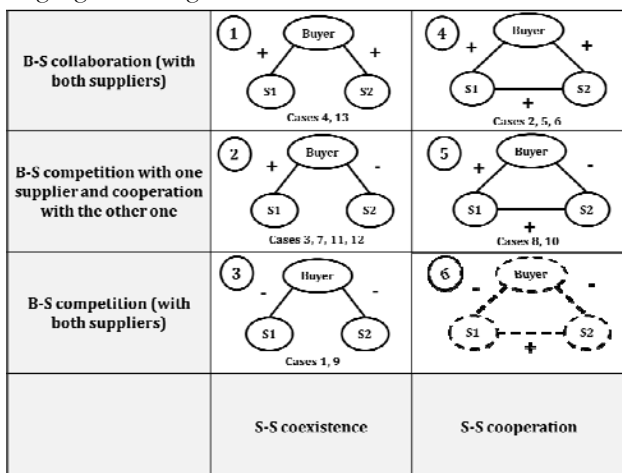 B-S collaboration (with
both suppliers)
1
Buyer
+
+
S1
S2
Cases 4, 13
4
Buyer
+
+
S1
S2
+
Cases 2, 5, 6
B-S competition with one
supplier and cooperation
with the other one
2
Buyer
+
-
S1
S2
Cases 3, 7, 11, 12
5
Buyer
+
-
S1
S2
+
Cases 8, 10
B-S competition (with
both suppliers)
3
Buyer
-
-
S1
S2
Cases 1, 9
6
Buyer
-
-
S1
S2
+
S-S coexistence
S-S cooperation